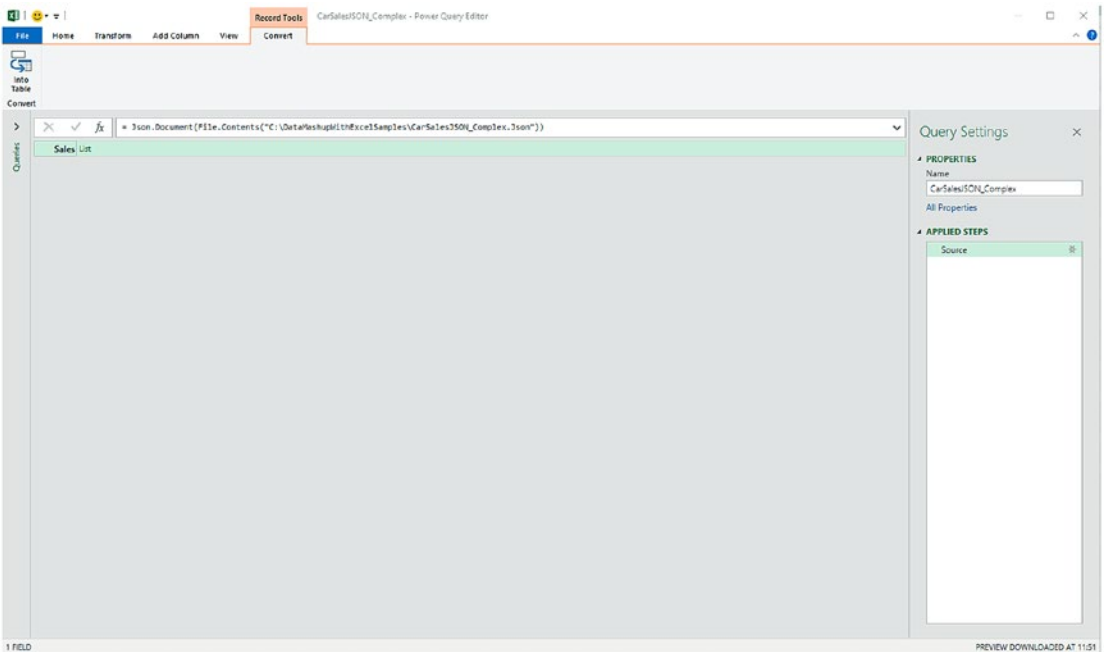 Record Tools CarSalesJSON_Complex - Power Query Editor
File Home Transform Add Column View Convert
Into
Table
Convert
= Json.Document(File.Contents("C:\DataMashupWithExcelSamples\CarSalesJSON_Complex.Json"))
Queries
Sales List
Query Settings
PROPERTIES
Name
CarSalesJSON_Complex
All Properties
APPLIED STEPS
Source
1 FIELD
PREVIEW DOWNLOADED AT 11:51